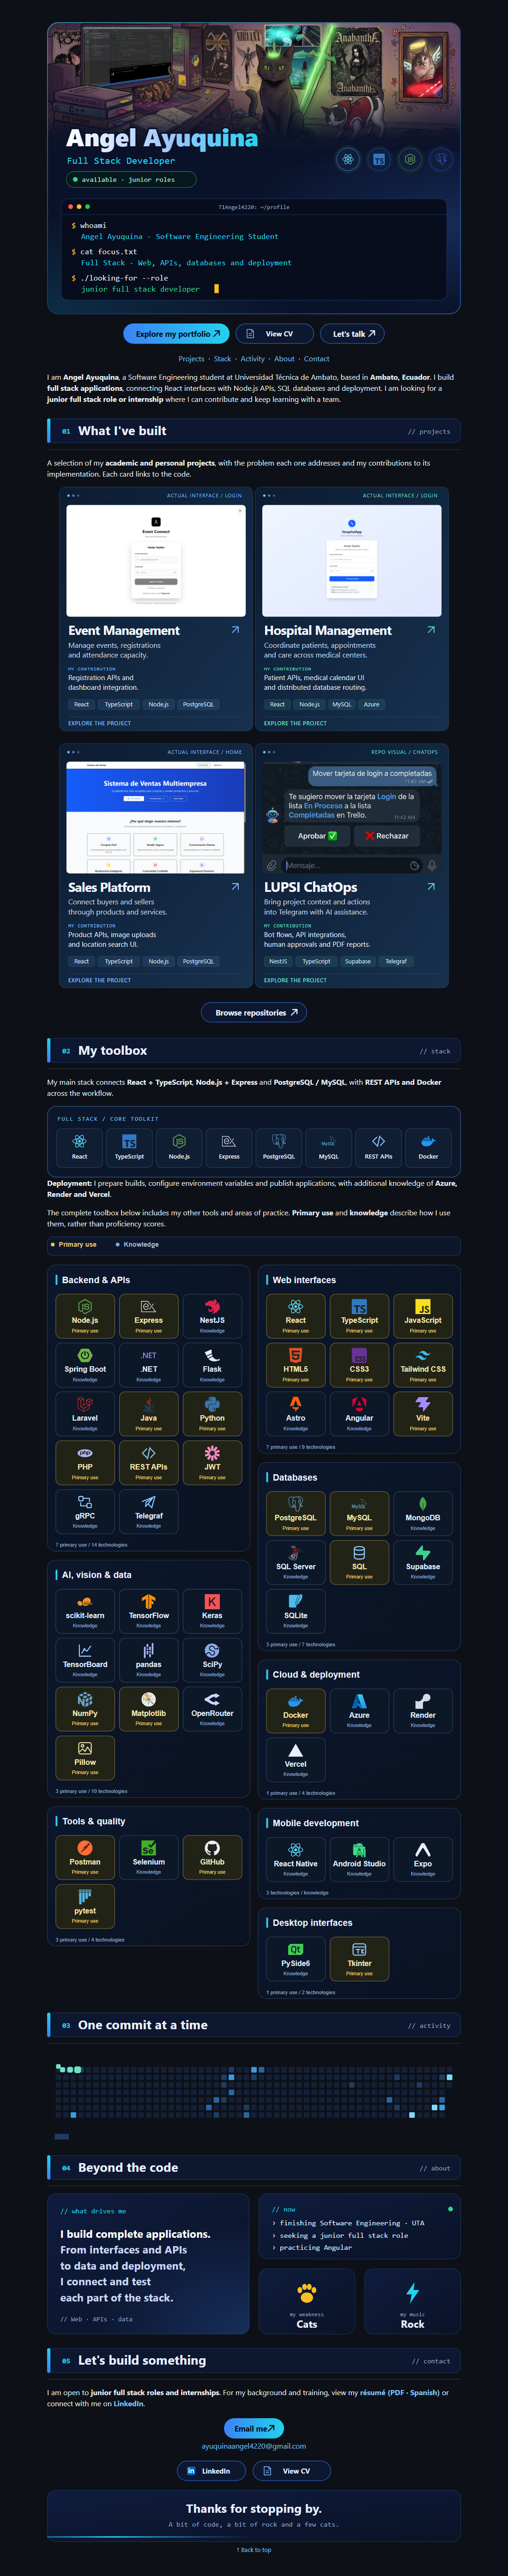 NIRVANA
Anabantha
Anabantha
C++
PYTHON
Angel Ayuquina
Full Stack Developer
available · junior roles
TS
T1Angel4220: ~/profile
$ whoami
Angel Ayuquina - Software Engineering Student
$ cat focus.txt
Full Stack · Web, APIs, databases and deployment
$ ./looking-for --role
junior full stack developer
Explore my portfolio
View CV
Let's talk
Projects · Stack · Activity · About · Contact
I am Angel Ayuquina, a Software Engineering student at Universidad Técnica de Ambato, based in Ambato, Ecuador. I build
full stack applications, connecting React interfaces with Node.js APIs, SQL databases and deployment. I am looking for a
junior full stack role or internship where I can contribute and keep learning with a team.
01 What I've built // projects
A selection of my academic and personal projects, with the problem each one addresses and my contributions to its
implementation. Each card links to the code.
ACTUAL INTERFACE / LOGIN
Event Connect
Event Management
Manage events, registrations
and attendance capacity.
MY CONTRIBUTION
Registration APIs and
dashboard integration.
React TypeScript Node.js PostgreSQL
EXPLORE THE PROJECT
ACTUAL INTERFACE / LOGIN
HospitalApp
Hospital Management
Coordinate patients, appointments
and care across medical centers.
MY CONTRIBUTION
Patient APIs, medical calendar UI
and distributed database routing.
React Node.js MySQL Azure
EXPLORE THE PROJECT
ACTUAL INTERFACE / HOME
Sistema de Ventas Multiempresa
¿Por qué elegir nuestro sistema?
Sales Platform
Connect buyers and sellers
through products and services.
MY CONTRIBUTION
Product APIs, image uploads
and location search UI.
React TypeScript Node.js PostgreSQL
EXPLORE THE PROJECT
REPO VISUAL / CHATOPS
Mover tarjeta de login a completadas
11:42 AM
Te sugiero mover la tarjeta Login de la
lista En Proceso a la lista
Completadas en Trello.
11:42 AM
Aprobar Rechazar
Mensaje...
LUPSI ChatOps
Bring project context and actions
into Telegram with AI assistance.
MY CONTRIBUTION
Bot flows, API integrations,
human approvals and PDF reports.
NestJS TypeScript Supabase Telegraf
EXPLORE THE PROJECT
Browse repositories
02 My toolbox // stack
My main stack connects React + TypeScript, Node.js + Express and PostgreSQL / MySQL, with REST APIs and Docker
across the workflow.
FULL STACK / CORE TOOLKIT
React TypeScript Node.js Express PostgreSQL MySQL REST APIs Docker
Deployment: I prepare builds, configure environment variables and publish applications, with additional knowledge of Azure,
Render and Vercel.
The complete toolbox below includes my other tools and areas of practice. Primary use and knowledge describe how I use
them, rather than proficiency scores.
Primary use Knowledge
Backend & APIs
Node.js Express NestJS
Primary use Primary use Knowledge
Spring Boot .NET Flask
Knowledge Knowledge Knowledge
Laravel Java Python
Knowledge Primary use Primary use
PHP REST APIs JWT
Primary use Primary use Primary use
gRPC Telegraf
Knowledge Knowledge
7 primary use / 14 technologies
AI, vision & data
scikit-learn TensorFlow Keras
Knowledge Knowledge Knowledge
TensorBoard pandas SciPy
Knowledge Knowledge Knowledge
NumPy Matplotlib OpenRouter
Primary use Primary use Knowledge
Pillow
Primary use
3 primary use / 10 technologies
Tools & quality
Postman Selenium GitHub
Primary use Knowledge Primary use
pytest
Primary use
3 primary use / 4 technologies
Web interfaces
React TypeScript JavaScript
Primary use Primary use Primary use
HTML5 CSS3 Tailwind CSS
Primary use Primary use Primary use
Astro Angular Vite
Knowledge Knowledge Primary use
7 primary use / 9 technologies
Databases
PostgreSQL MySQL MongoDB
Primary use Primary use Knowledge
SQL Server SQL Supabase
Knowledge Primary use Knowledge
SQLite
Knowledge
3 primary use / 7 technologies
Cloud & deployment
Docker Azure Render
Primary use Knowledge Knowledge
Vercel
Knowledge
1 primary use / 4 technologies
Mobile development
React Native Android Studio Expo
Knowledge Knowledge Knowledge
3 technologies / knowledge
Desktop interfaces
PySide6 Tkinter
Knowledge Primary use
1 primary use / 2 technologies
03 One commit at a time // activity
04 Beyond the code // about
// what drives me
I build complete applications.
From interfaces and APIs
to data and deployment,
I connect and test
each part of the stack.
// Web · APIs · data
// now
› finishing Software Engineering · UTA
› seeking a junior full stack role
› practicing Angular
my weakness
Cats
my music
Rock
05 Let's build something // contact
I am open to junior full stack roles and internships. For my background and training, view my résumé (PDF · Spanish) or
connect with me on LinkedIn.
Email me
ayuquinaangel4220@gmail.com
LinkedIn
View CV
Thanks for stopping by.
A bit of code, a bit of rock and a few cats.
↑ Back to top